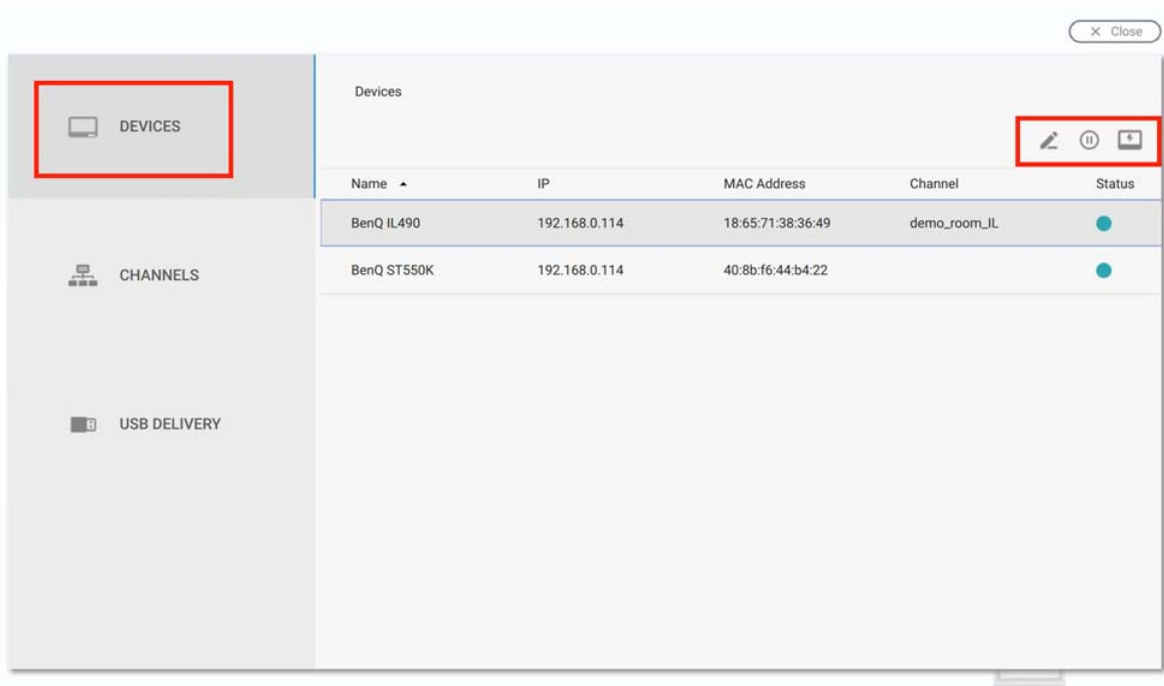 Close
DEVICES
CHANNELS
USB DELIVERY
Devices
Name IP MAC Address Channel Status
BenQ IL490 192.168.0.114 18:65:71:38:36:49 demo_room_IL
BenQ ST550K 192.168.0.114 40:8b:f6:44:b4:22